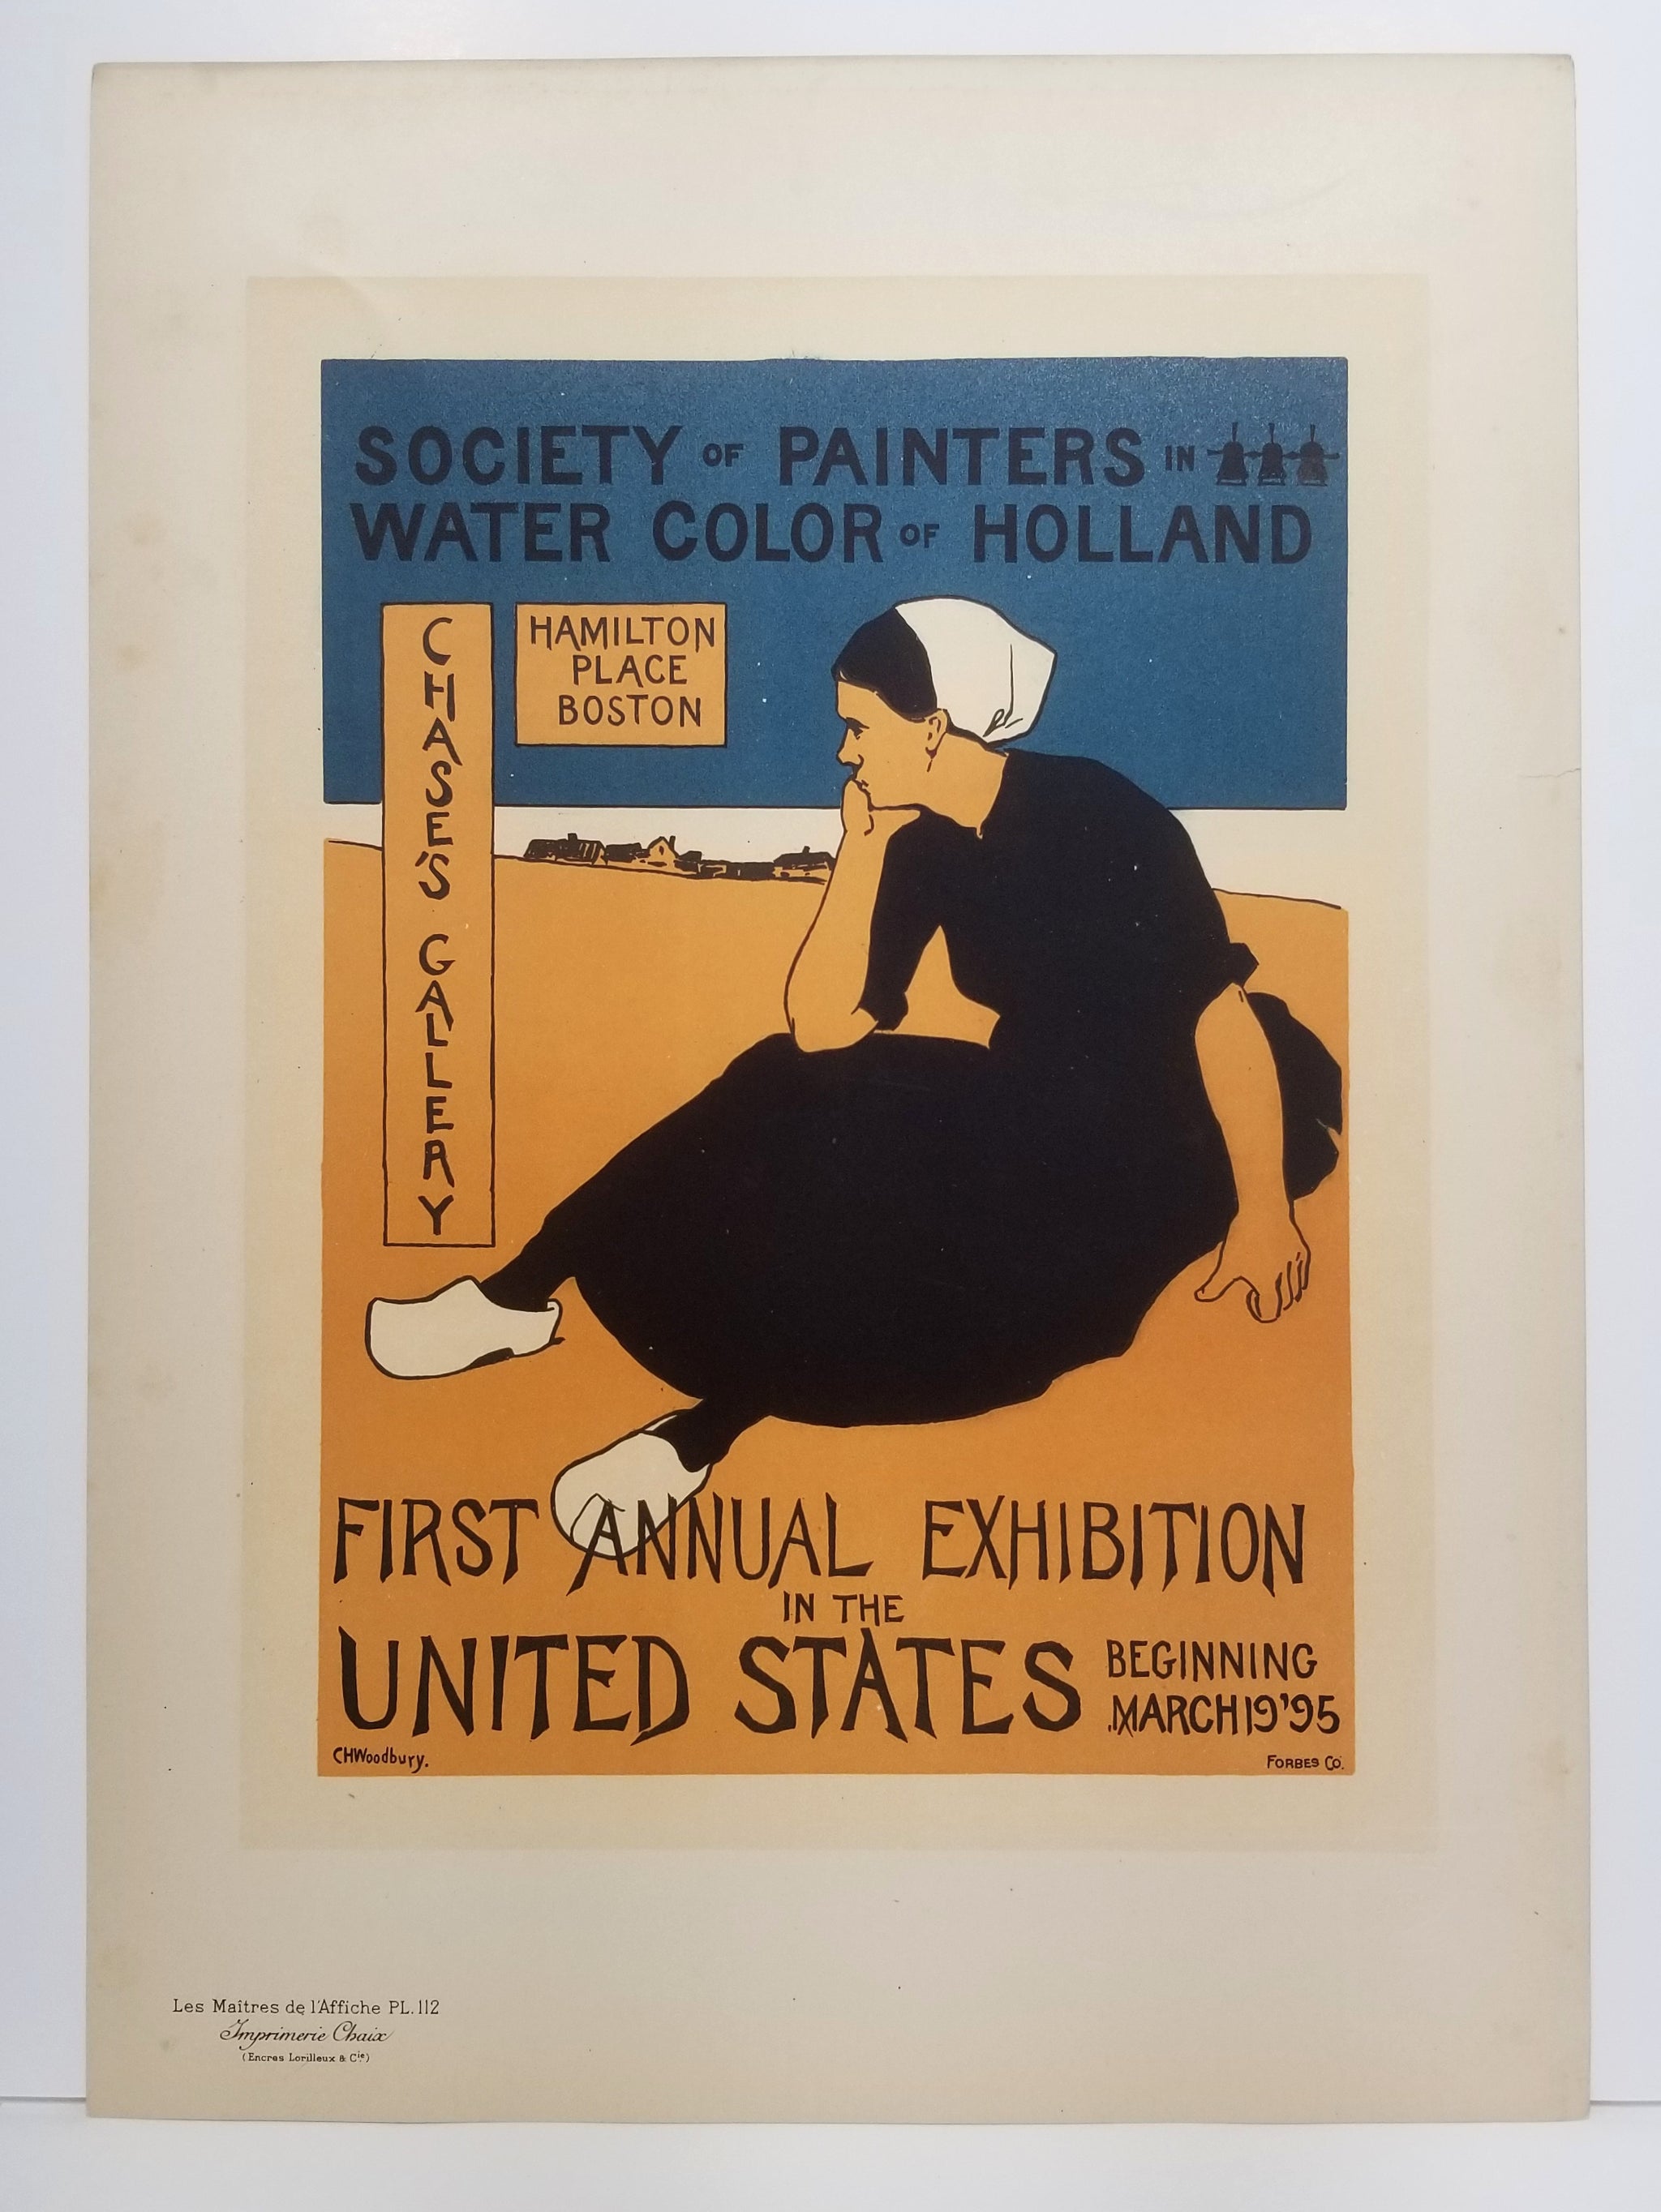 SOCIETY OF PAINTERS IN
WATER COLOR OF HOLLAND
CHASE'S GALLERY
HAMILTON
PLACE
BOSTON
FIRST ANNUAL EXHIBITION
IN THE
UNITED STATES
BEGINNING
MARCH 19 '95
CHWoodbury.
FORBES Co.
Les Maîtres de l'Affiche PL. 112
Imprimerie Chaix
(Encres Lorilleux & Cie)